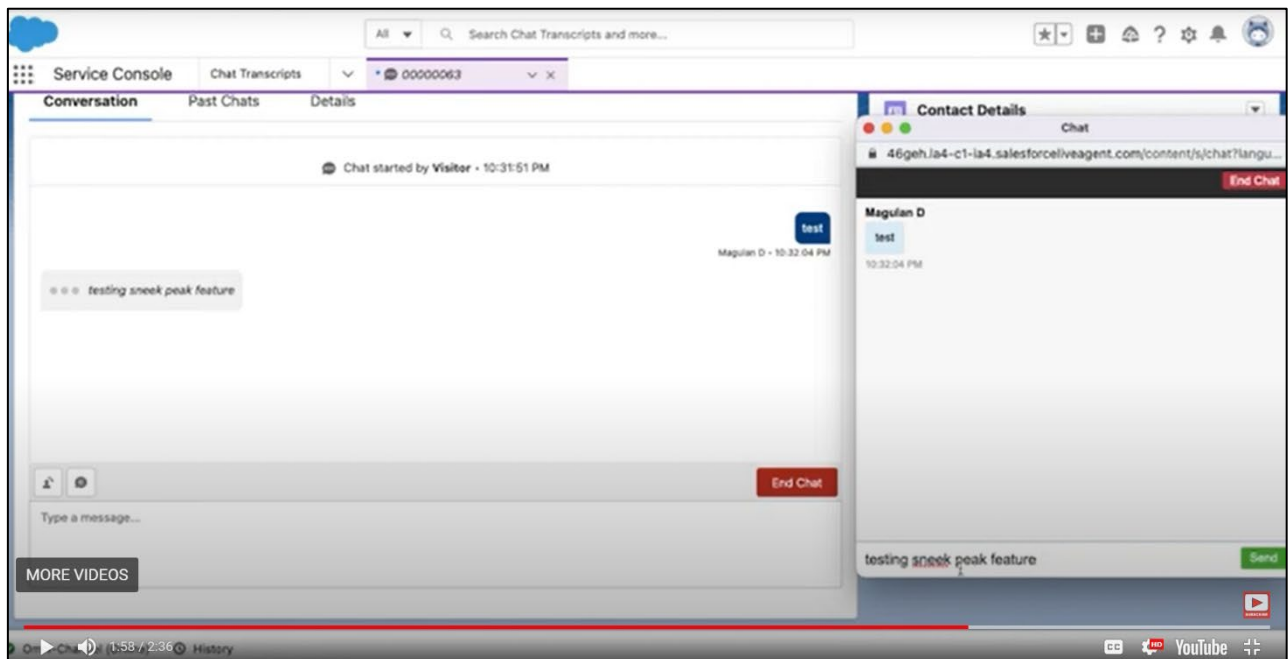 All
Search Chat Transcripts and more...
Service Console
Chat Transcripts
* 00000063
Conversation
Past Chats
Details
Contact Details
Chat started by Visitor • 10:31:51 PM
test
Magulan D • 10:32:04 PM
testing sneek peak feature
End Chat
Type a message...
Chat
46geh.la4-c1-ia4.salesforceliveagent.com/content/s/chat?langu...
End Chat
Magulan D
test
10:32:04 PM
testing sneek peak feature
Send
MORE VIDEOS
1:58 / 2:36
History
CC
HD
YouTube